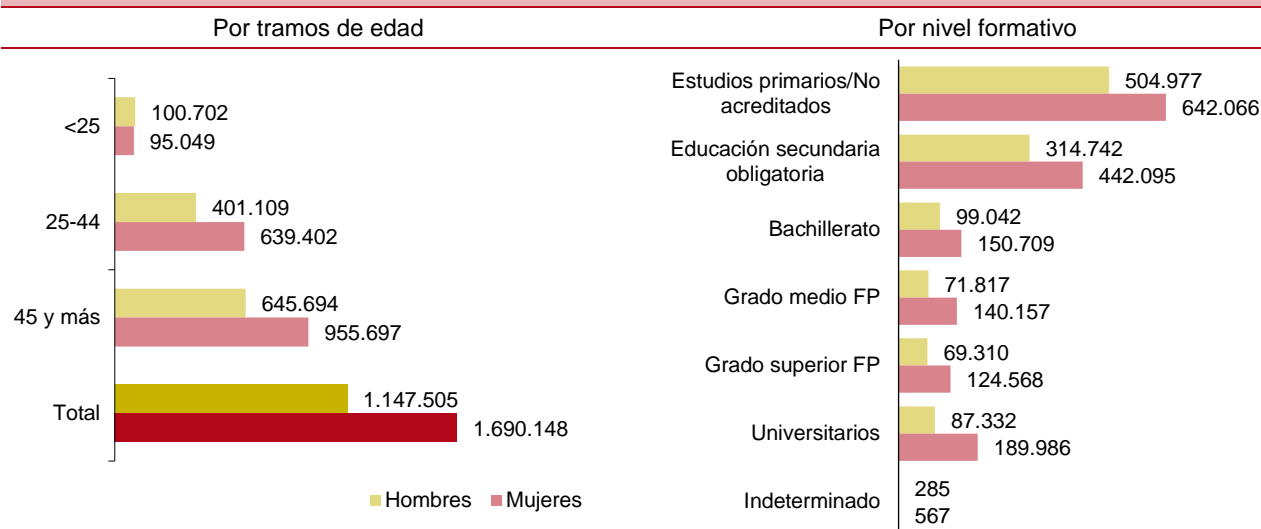 Por tramos de edad
<25
100.702
95.049
25-44
401.109
639.402
45 y más
645.694
955.697
Total
1.147.505
1.690.148
Hombres
Mujeres
Por nivel formativo
Estudios primarios/No
acreditados
504.977
642.066
Educación secundaria
obligatoria
314.742
442.095
Bachillerato
99.042
150.709
Grado medio FP
71.817
140.157
Grado superior FP
69.310
124.568
Universitarios
87.332
189.986
Indeterminado
285
567